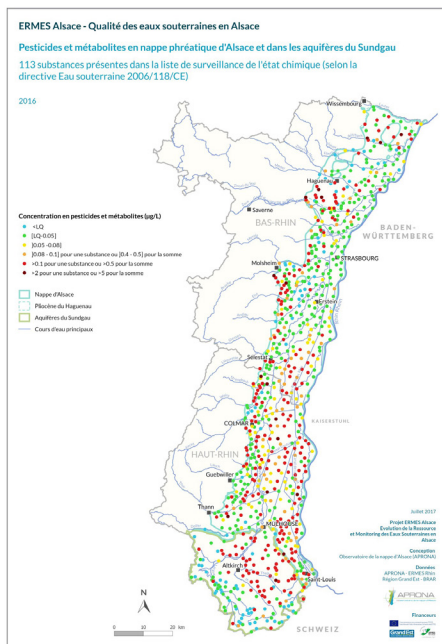 ERMES Alsace - Qualité des eaux souterraines en Alsace
Pesticides et métabolites en nappe phréatique d'Alsace et dans les aquifères du Sundgau
113 substances présentes dans la liste de surveillance de l'état chimique (selon la
directive Eau souterraine 2006/118/CE)
2016
Wissembourg
Haguenau
Saverne
BAS-RHIN
BADEN-
WÜRTTEMBERG
STRASBOURG
Molsheim
Concentration en pesticides et métabolites (µg/L)
<LQ
[LQ-0.05]
]0.05 -0.08]
]0.08 - 0.1] pour une substance ou ]0.4 - 0.5] pour la somme
>0.1 pour une substance ou >0.5 pour la somme
<2 pour une substance ou >5 pour la somme
Nappe d'Alsace
Pliocène du Haguenau
Aquifères du Sundgau
Cours d'eau principaux
Erstein
Sélestat
KAISERSTUHL
COLMAR
HAUT-RHIN
Guebwiller
Thann
MULHOUSE
Altkirch
Saint-Louis
SCHWEIZ
N
0 10 20 km
Juillet 2017
Projet ERMES Alsace
Evolution de la Ressource
et Monitoring des Eaux Souterraines en
Alsace
Conception
Observatoire de la nappe d'Alsace (APRONA)
Données
APRONA - ERMES Rhin
Région Grand Est - BRAR
APRONA
Financeurs
Grand Est